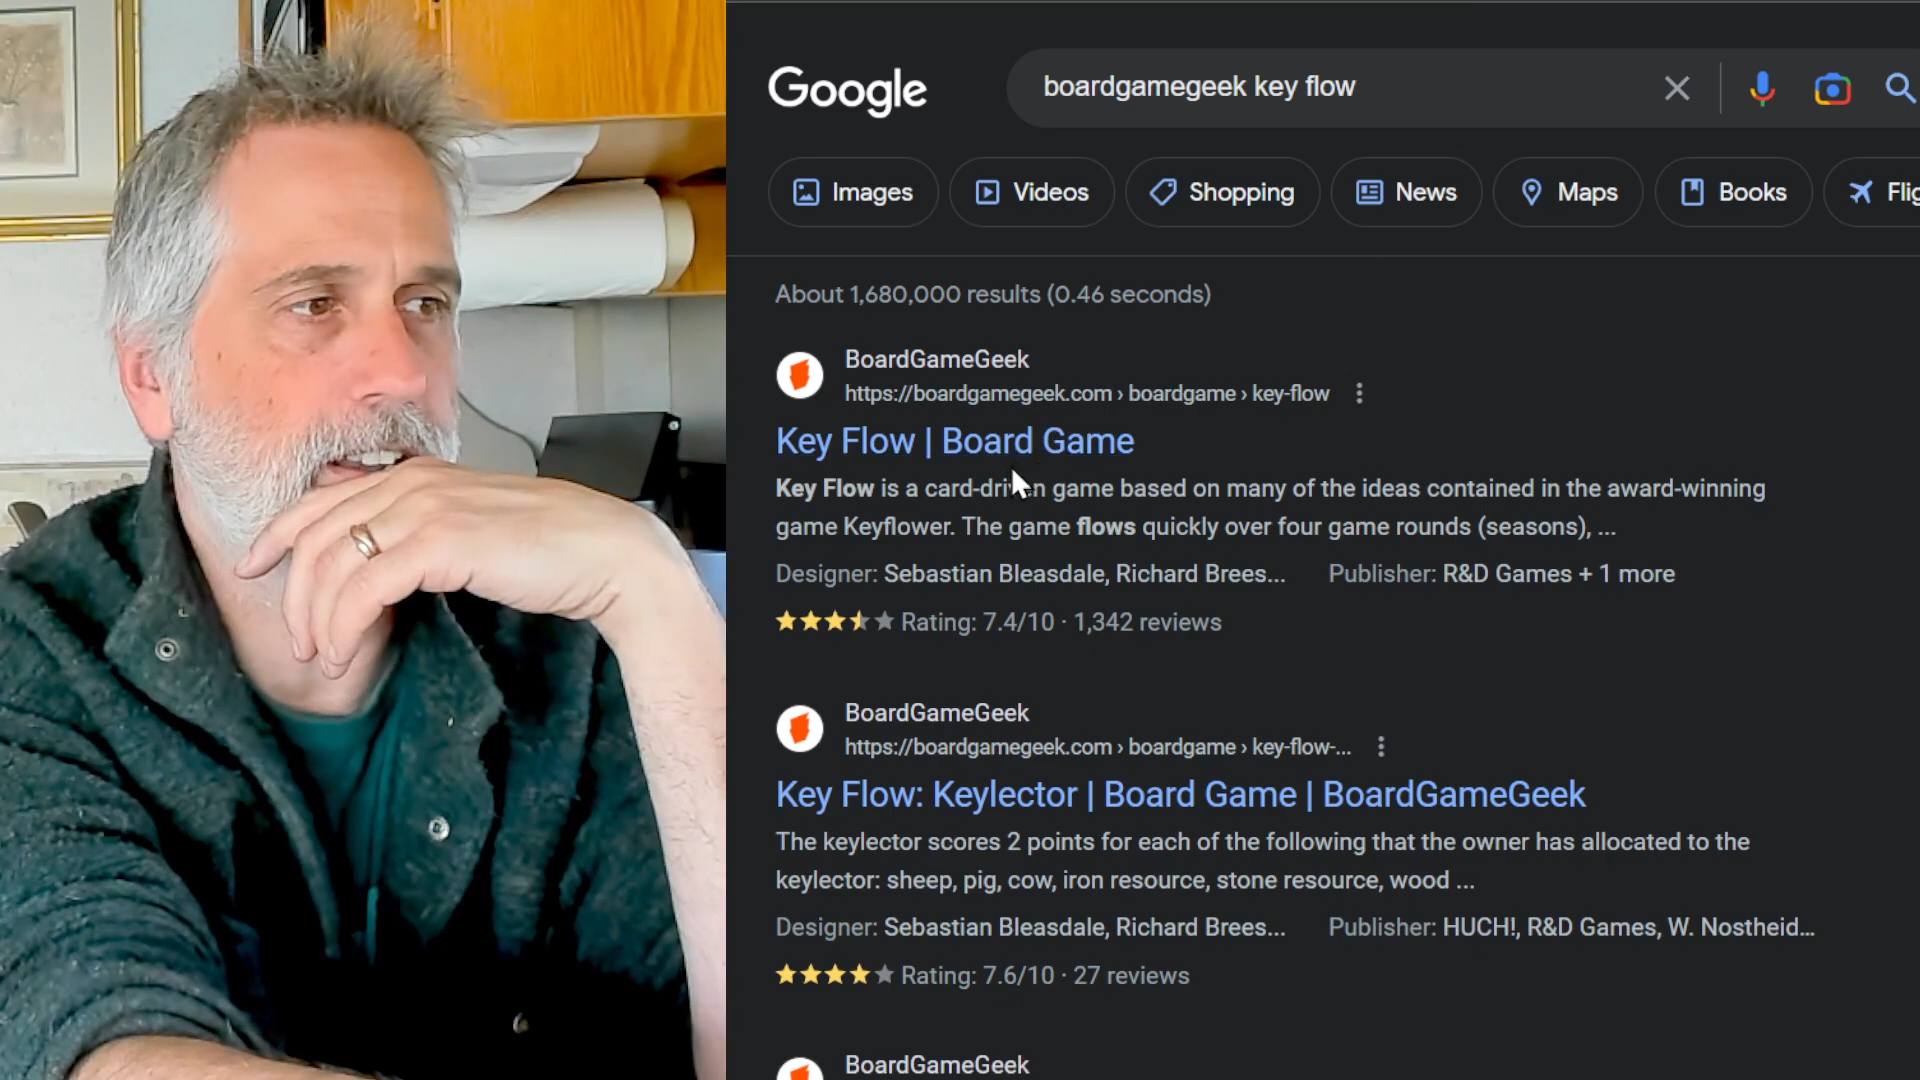 Google
boardgamegeek key flow
Images
Videos
Shopping
News
Maps
Books
Flig
About 1,680,000 results (0.46 seconds)
BoardGameGeek
https://boardgamegeek.com › boardgame › key-flow
Key Flow | Board Game
Key Flow is a card-driven game based on many of the ideas contained in the award-winning
game Keyflower. The game flows quickly over four game rounds (seasons), ...
Designer: Sebastian Bleasdale, Richard Brees... Publisher: R&D Games + 1 more
Rating: 7.4/10 · 1,342 reviews
BoardGameGeek
https://boardgamegeek.com › boardgame › key-flow-...
Key Flow: Keylector | Board Game | BoardGameGeek
The keylector scores 2 points for each of the following that the owner has allocated to the
keylector: sheep, pig, cow, iron resource, stone resource, wood ...
Designer: Sebastian Bleasdale, Richard Brees... Publisher: HUCH!, R&D Games, W. Nostheid...
Rating: 7.6/10 · 27 reviews
BoardGameGeek